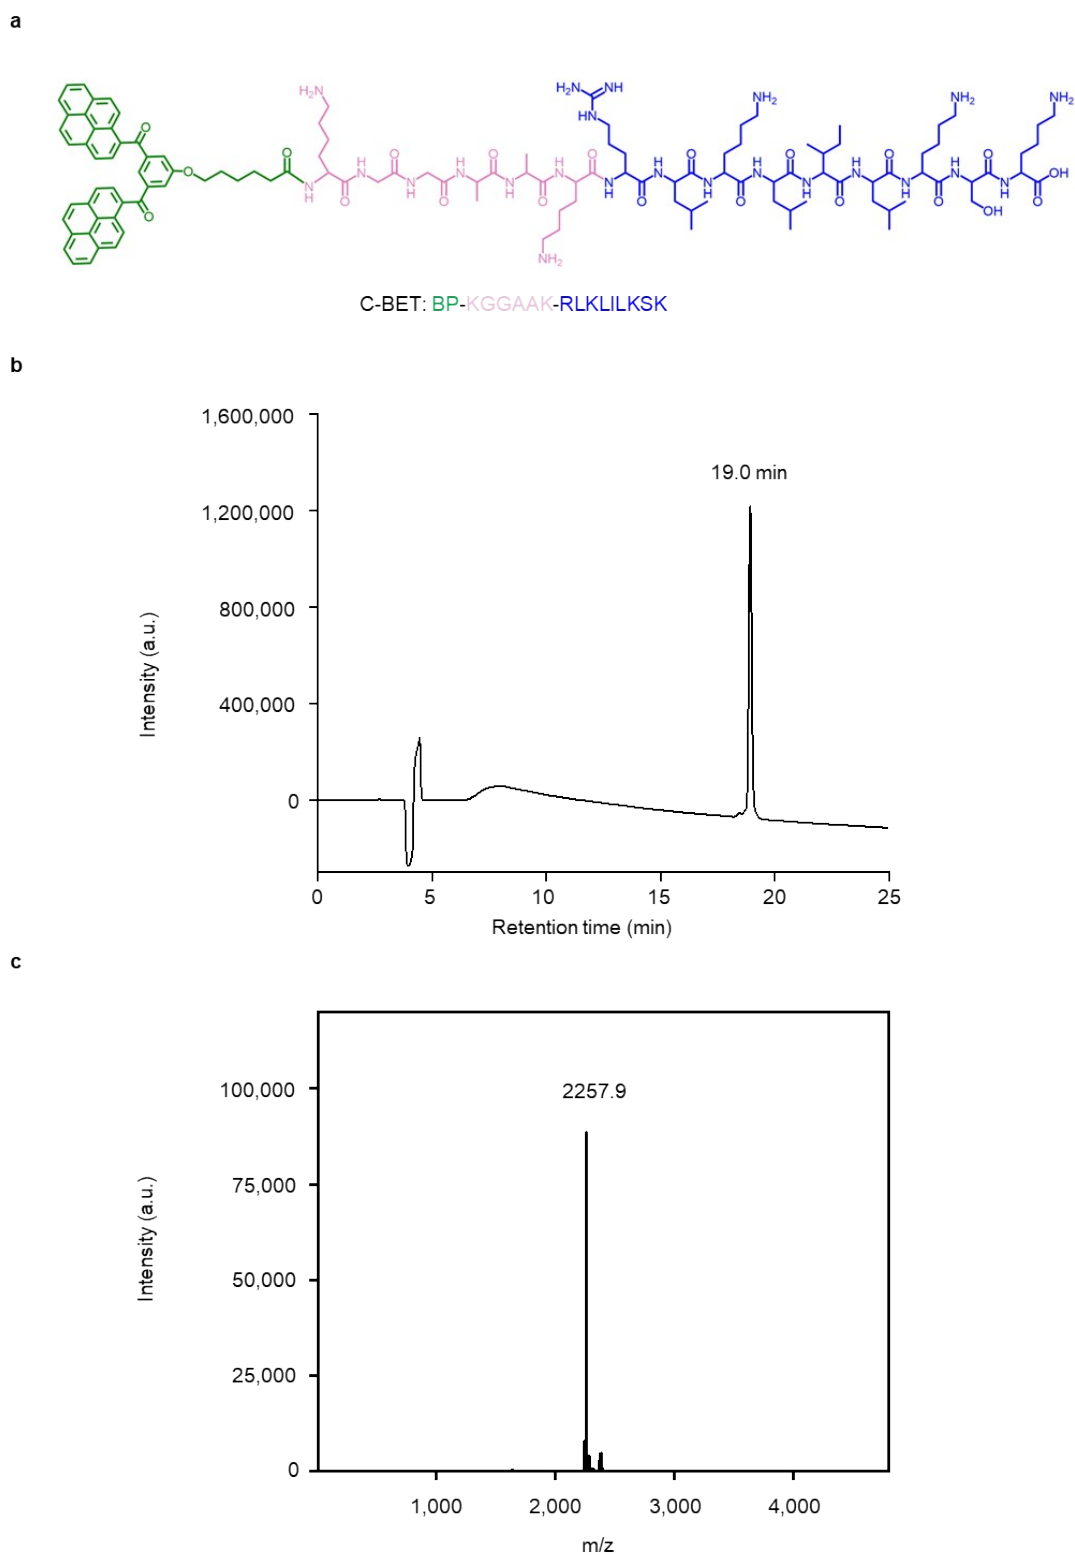 a
H₂N
O
O
O
O
N
H
H
N
O
O
N
H
H
N
O
O
N
H
H
N
O
NH₂
O
H₂N
NH
HN
N
H
O
H
N
O
NH₂
N
H
O
H
N
O
N
H
O
H
N
O
NH₂
N
H
O
H
N
OH
O
N
H
NH₂
O
OH
C-BET: BP-KGGAAK-RLKLILKSK
b
1,600,000
1,200,000
800,000
400,000
0
Intensity (a.u.)
19.0 min
0
5
10
15
20
25
Retention time (min)
c
100,000
75,000
50,000
25,000
0
Intensity (a.u.)
2257.9
1,000
2,000
3,000
4,000
m/z